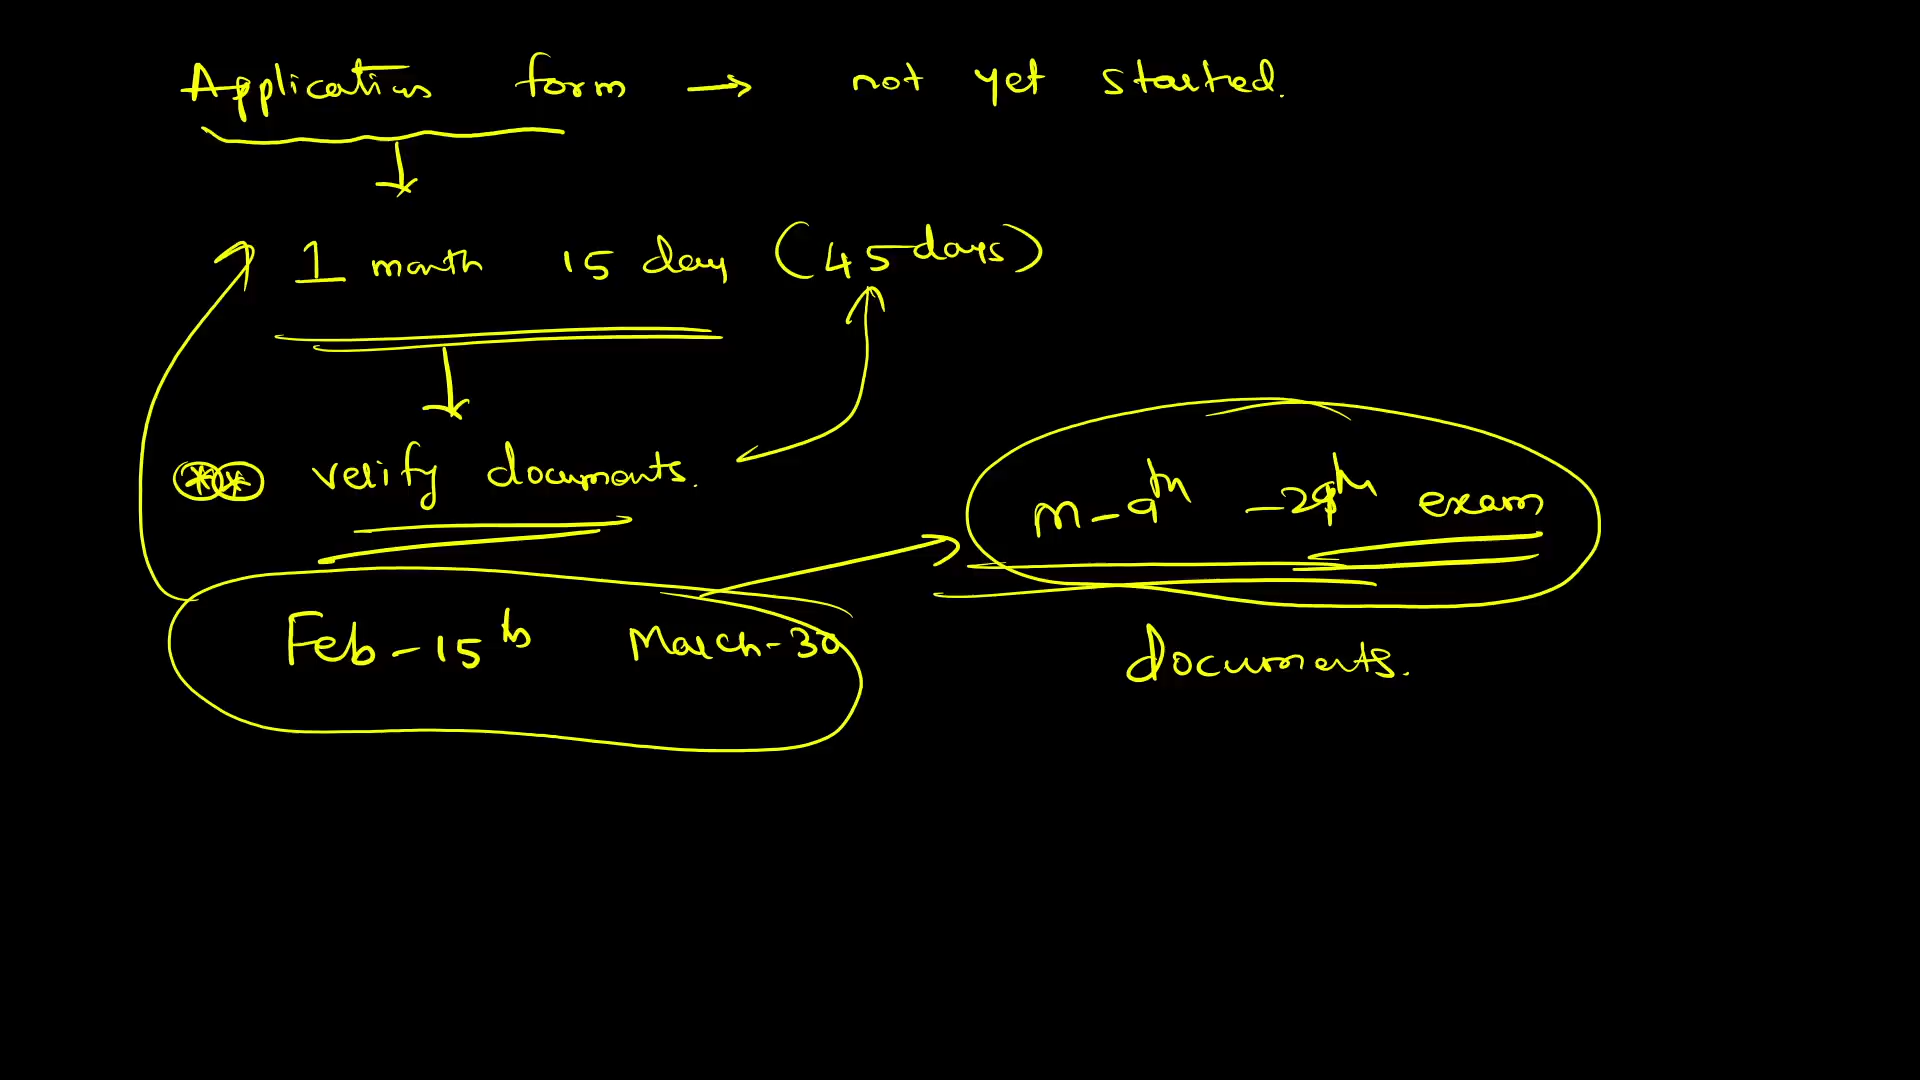 Application form → not yet started.
1 month 15 day (45 days)
** verify documents.
m - 9th - 29th exam
Feb - 15th March - 30
documents.